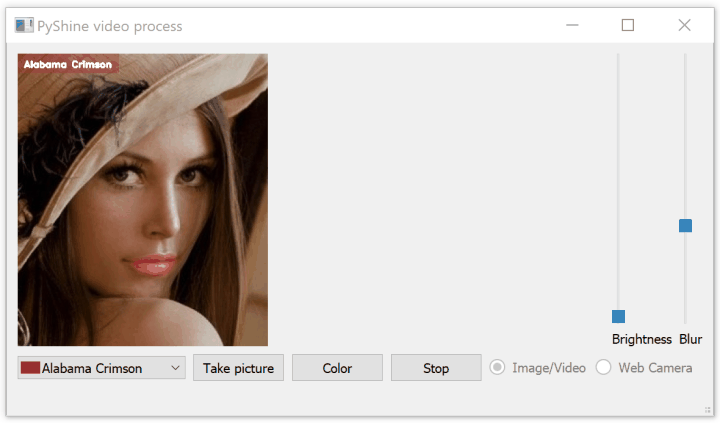 PyShine video process
Alabama Crimson
Brightness Blur
Alabama Crimson Take picture Color Stop Image/Video Web Camera